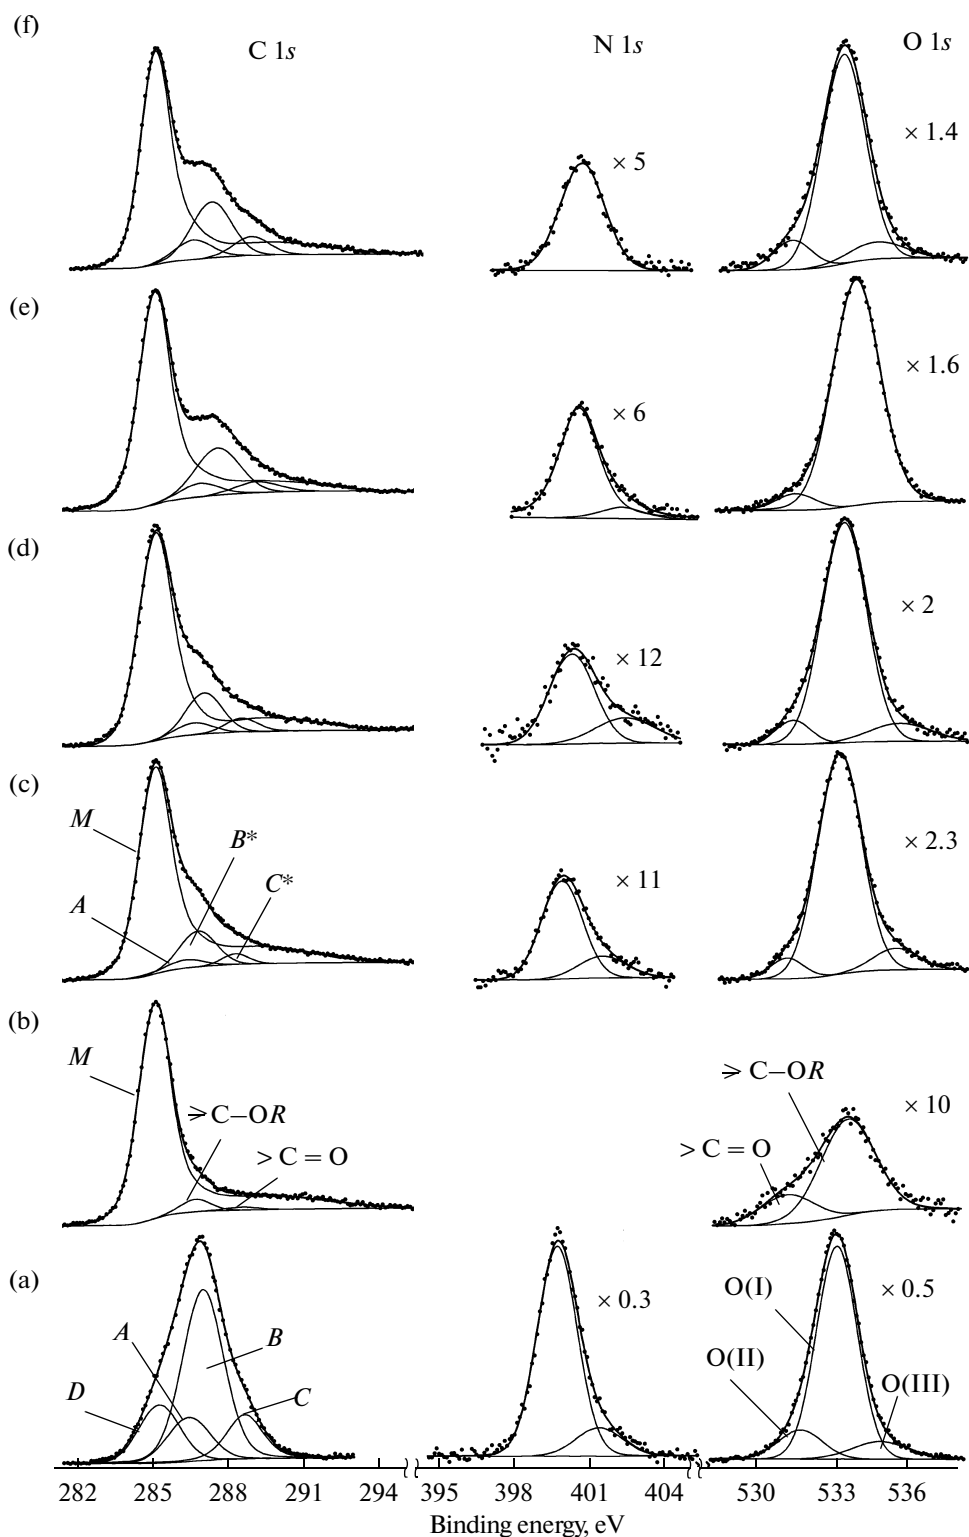 (f)
C 1s
N 1s
O 1s
× 5
× 1.4
(e)
× 6
× 1.6
(d)
× 12
× 2
(c)
M
A
B*
C*
× 11
× 2.3
(b)
M
⩾ C–OR
> C = O
⩾ C–OR
> C = O
× 10
(a)
D
A
B
C
× 0.3
O(I)
O(II)
O(III)
× 0.5
282 285 288 291 294 395 398 401 404 530 533 536
Binding energy, eV